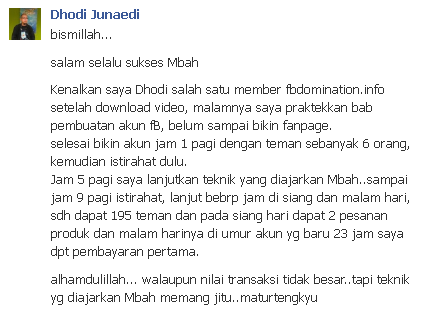 Dhodi Junaedi
bismillah...
salam selalu sukses Mbah
Kenalkan saya Dhodi salah satu member fbdomination.info
setelah download video, malamnya saya praktekkan bab
pembuatan akun fB, belum sampai bikin fanpage.
selesai bikin akun jam 1 pagi dengan teman sebanyak 6 orang,
kemudian istirahat dulu.
Jam 5 pagi saya lanjutkan teknik yang diajarkan Mbah..sampai
jam 9 pagi istirahat, lanjut bebrp jam di siang dan malam hari,
sdh dapat 195 teman dan pada siang hari dapat 2 pesanan
produk dan malam harinya di umur akun yg baru 23 jam saya
dpt pembayaran pertama.
alhamdulillah... walaupun nilai transaksi tidak besar..tapi teknik
yg diajarkan Mbah memang jitu..maturtengkyu